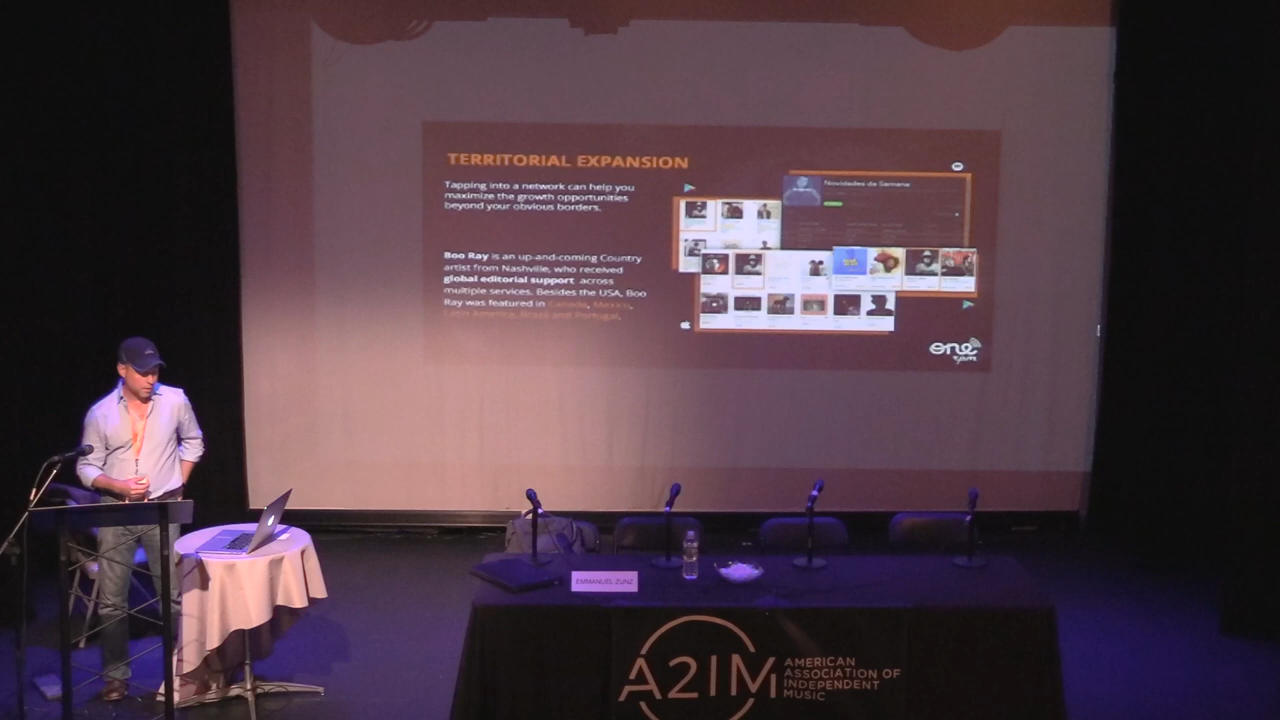 TERRITORIAL EXPANSION
Tapping into a network can help you
maximize the growth opportunities
beyond your obvious borders.
Boo Ray is an up-and-coming Country
artist from Nashville, who received
global editorial support across
multiple services. Besides the USA, Boo
Ray was featured in Canada, Mexico,
Latin America, Brazil and Portugal.
Novidades da Semana
one
rpm
EMMANUEL ZUNZ
A2IM
AMERICAN
ASSOCIATION OF
INDEPENDENT
MUSIC